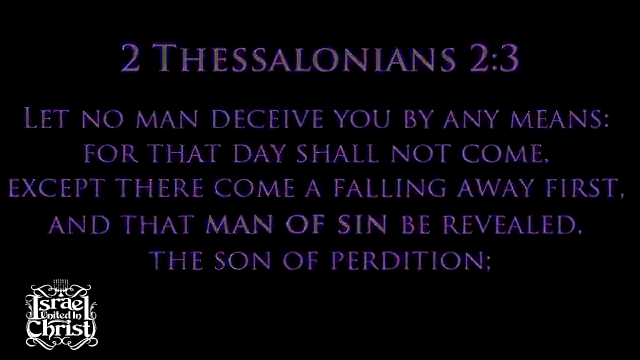 2 Thessalonians 2:3
Let no man deceive you by any means:
for that day shall not come,
except there come a falling away first,
and that man of sin be revealed,
the son of perdition;
Israel
United In
Christ